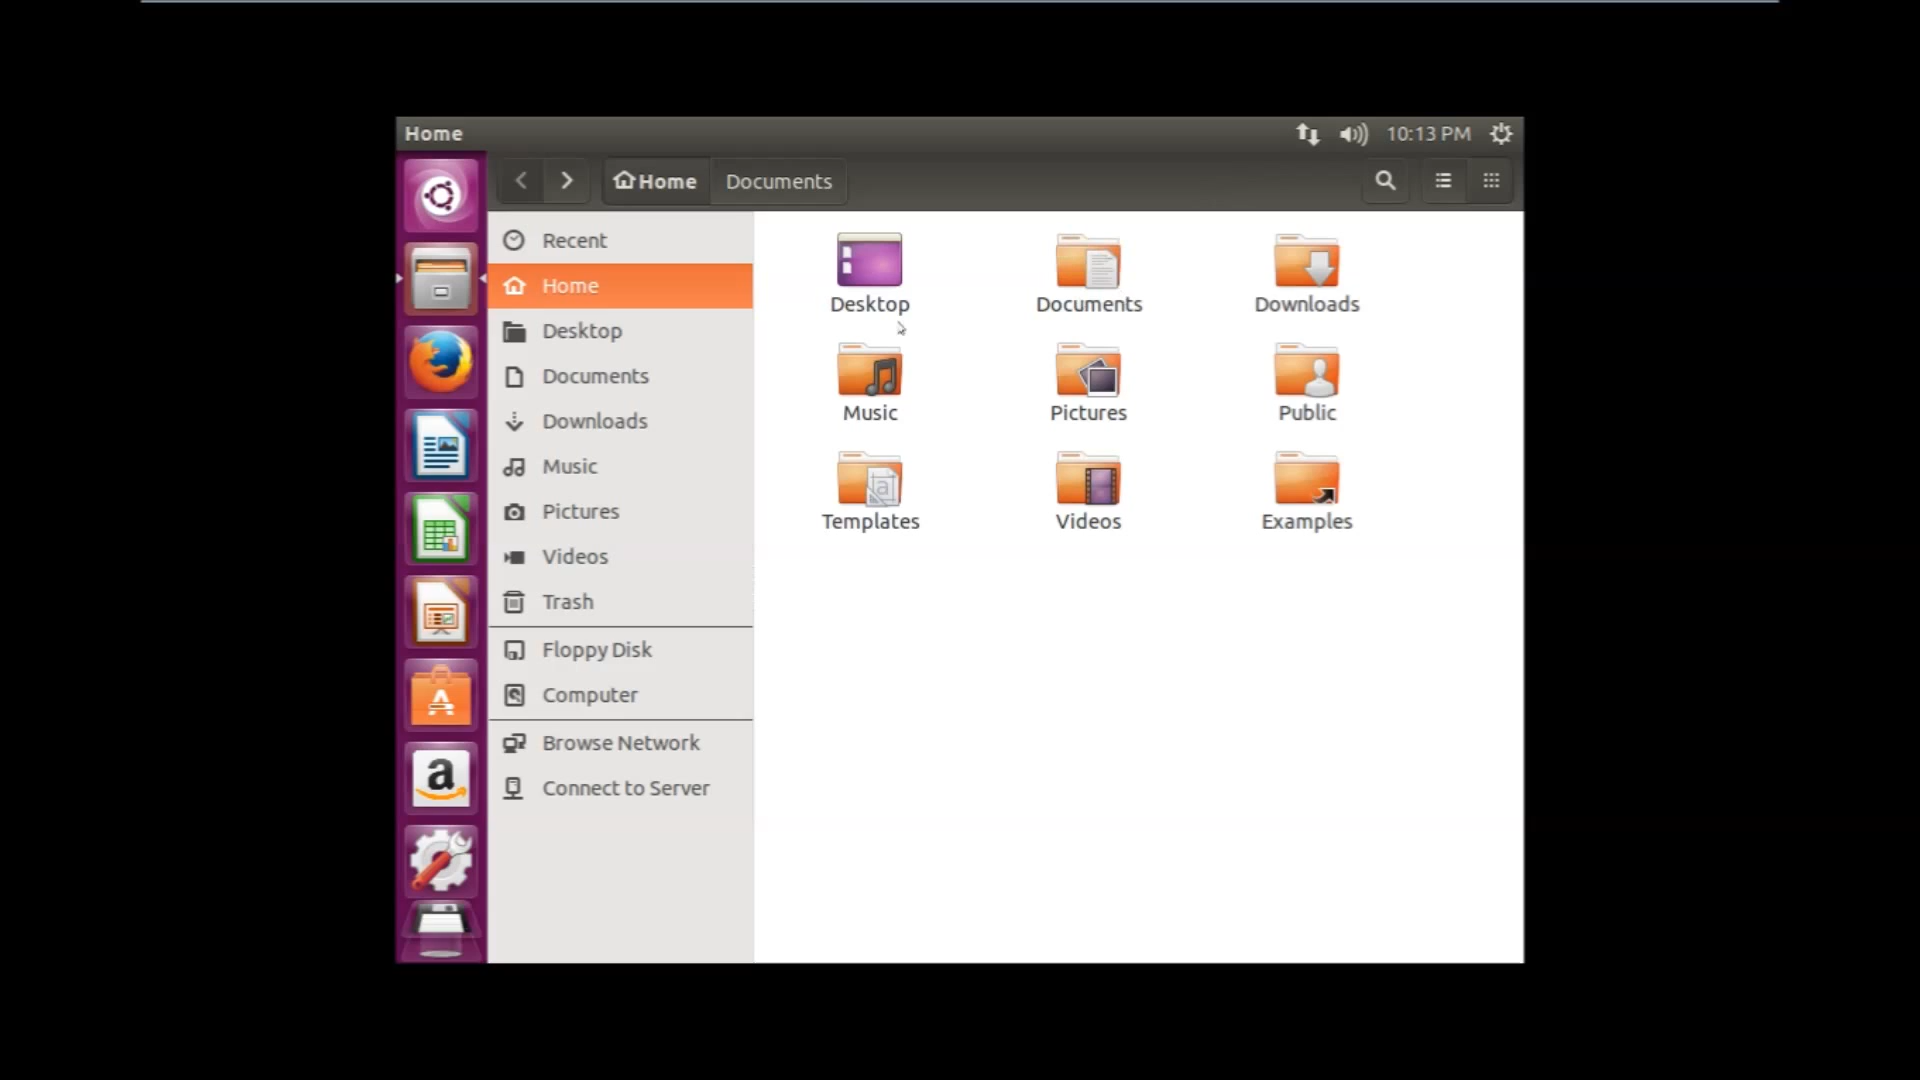 Home
10:13 PM
Home
Documents
Recent
Home
Desktop
Documents
Downloads
Music
Pictures
Videos
Trash
Floppy Disk
Computer
Browse Network
Connect to Server
Desktop
Documents
Downloads
Music
Pictures
Public
Templates
Videos
Examples